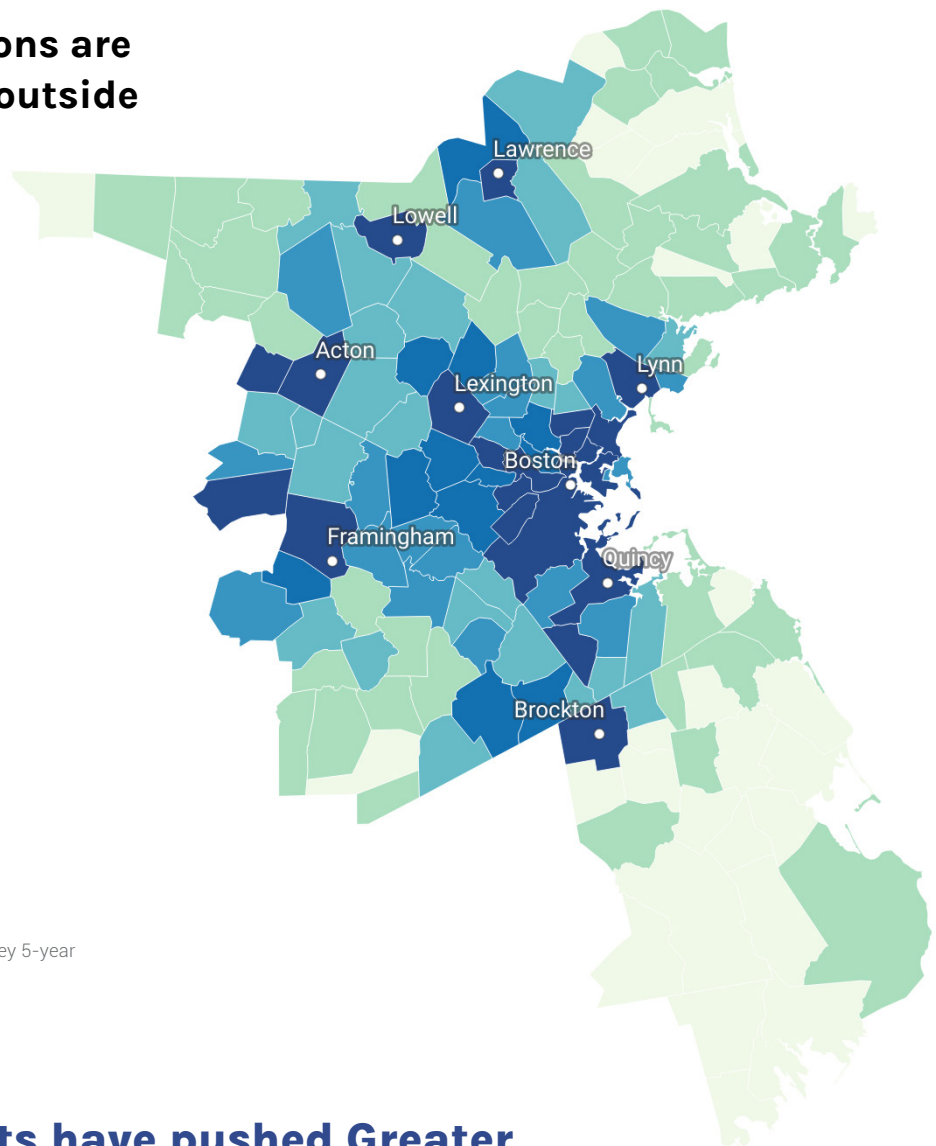 ons are
outside
Lawrence
Lowell
Acton
Lynn
Lexington
Boston
Framingham
Quincy
Brockton
ey 5-year
ts have pushed Greater